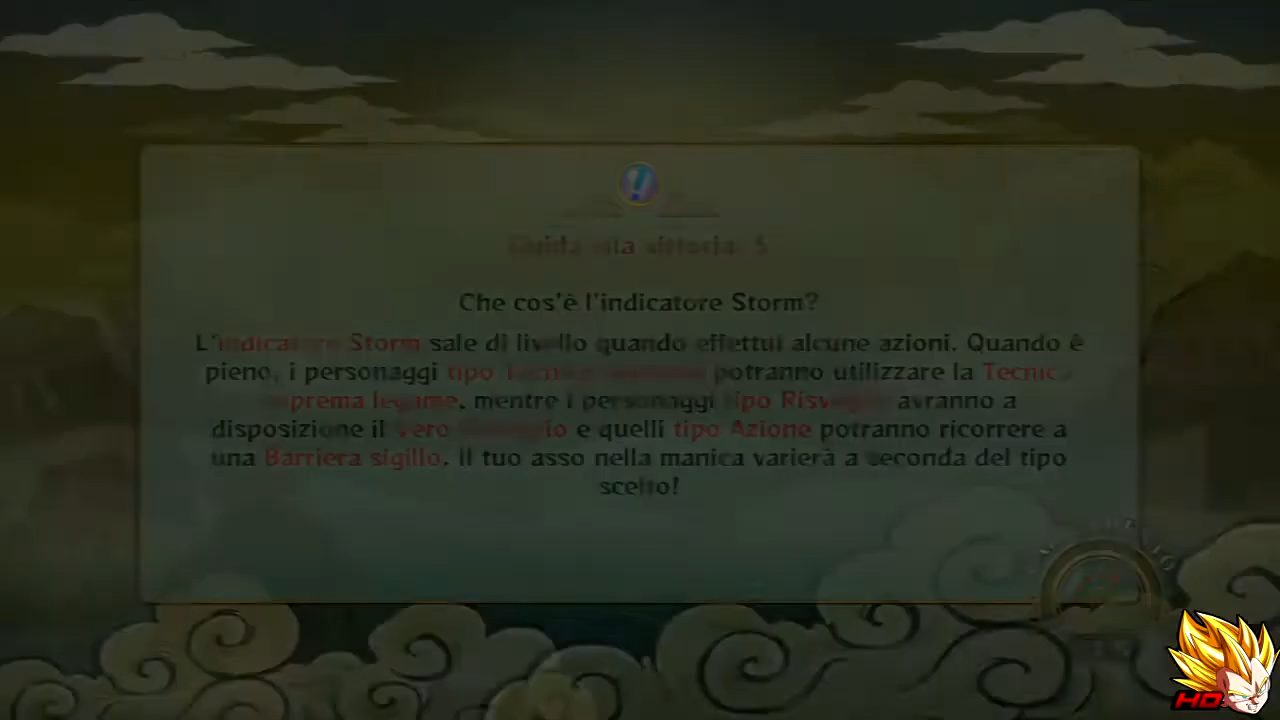 Guida alla vittoria: 5
Che cos'è l'indicatore Storm?
L'indicatore Storm sale di livello quando effettui alcune azioni. Quando è
pieno, i personaggi tipo Tecnica suprema potranno utilizzare la Tecnica
suprema legame, mentre i personaggi tipo Risveglio avranno a
disposizione il Vero Risveglio e quelli tipo Azione potranno ricorrere a
una Barriera sigillo. Il tuo asso nella manica varierà a seconda del tipo
scelto!
HD